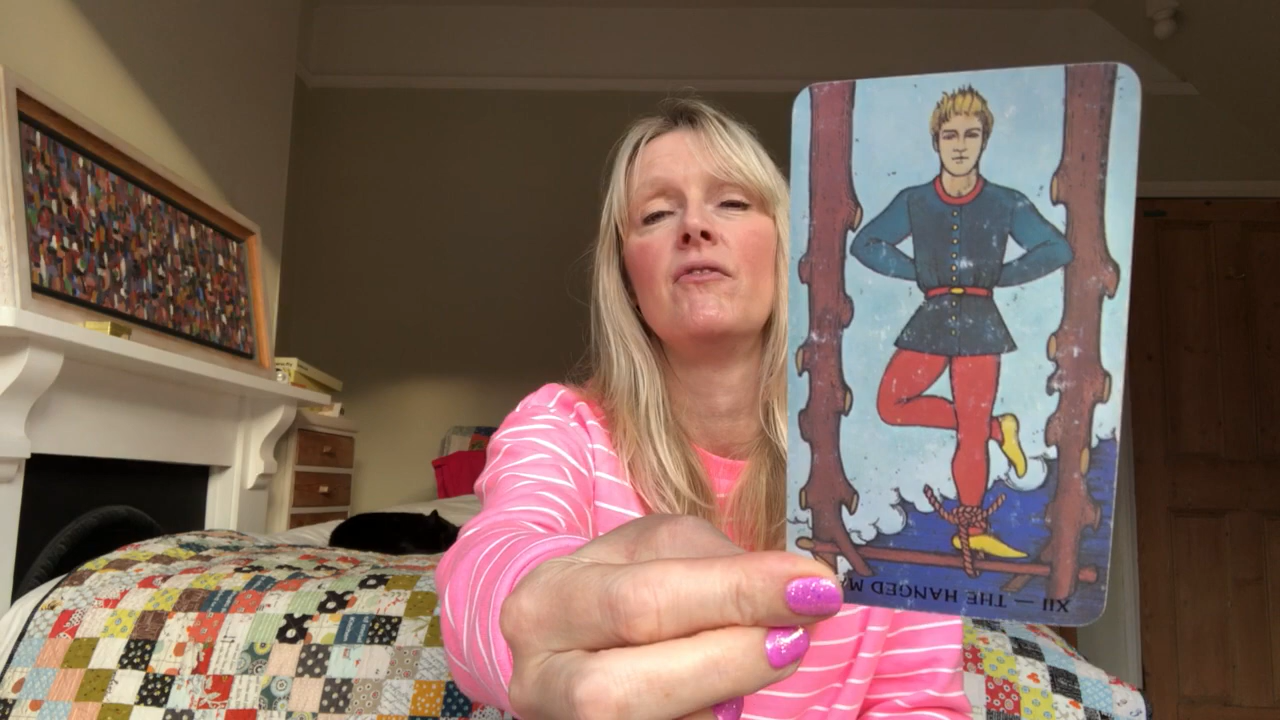 XII — THE HANGED